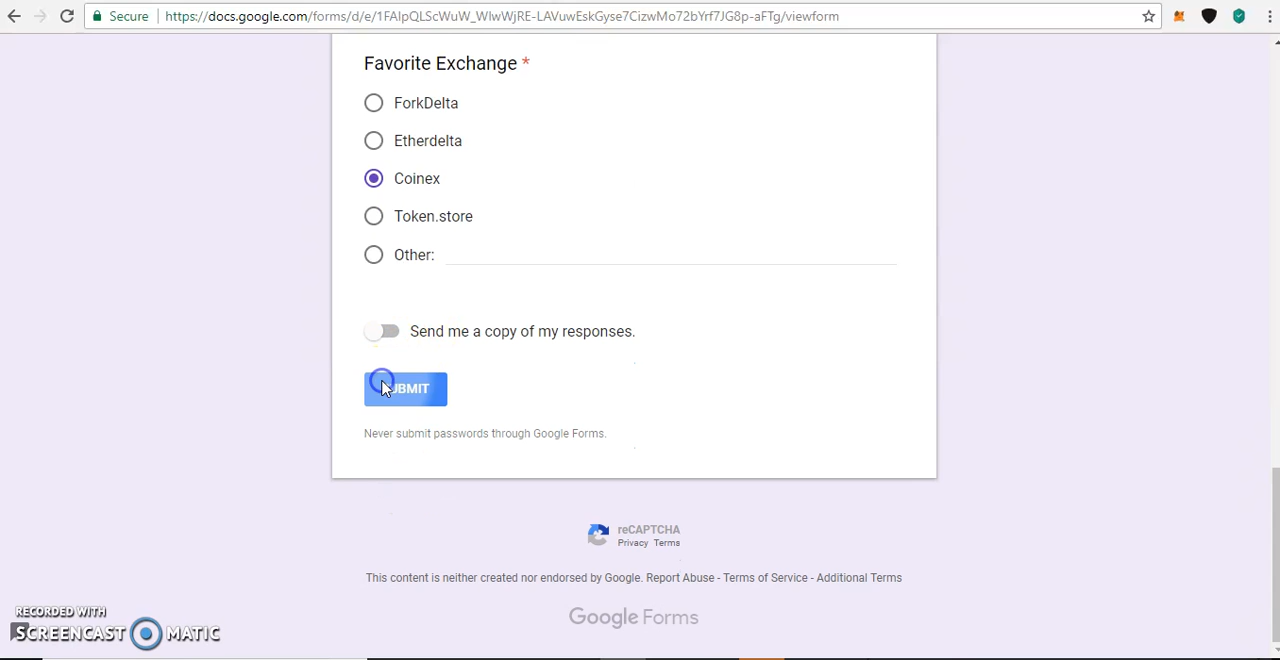 Secure https://docs.google.com/forms/d/e/1FAIpQLScWuW_WIwWjRE-LAVuwEskGyse7CizwMo72bYrf7JG8p-aFTg/viewform
Favorite Exchange *
ForkDelta
Etherdelta
Coinex
Token.store
Other:
Send me a copy of my responses.
SUBMIT
Never submit passwords through Google Forms.
reCAPTCHA
Privacy Terms
This content is neither created nor endorsed by Google. Report Abuse - Terms of Service - Additional Terms
Google Forms
RECORDED WITH
SCREENCAST MATIC